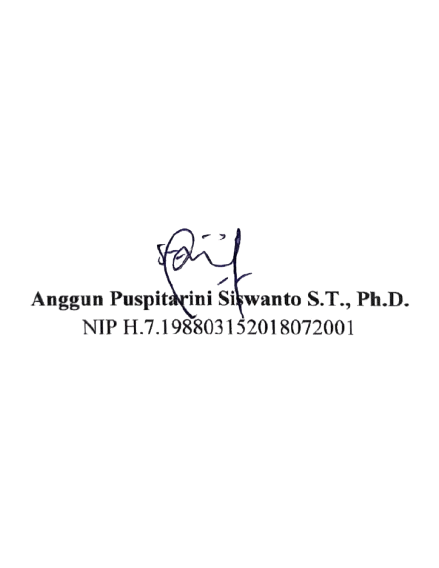 Anggun Puspitarini Siswanto S.T., Ph.D.
NIP H.7.198803152018072001